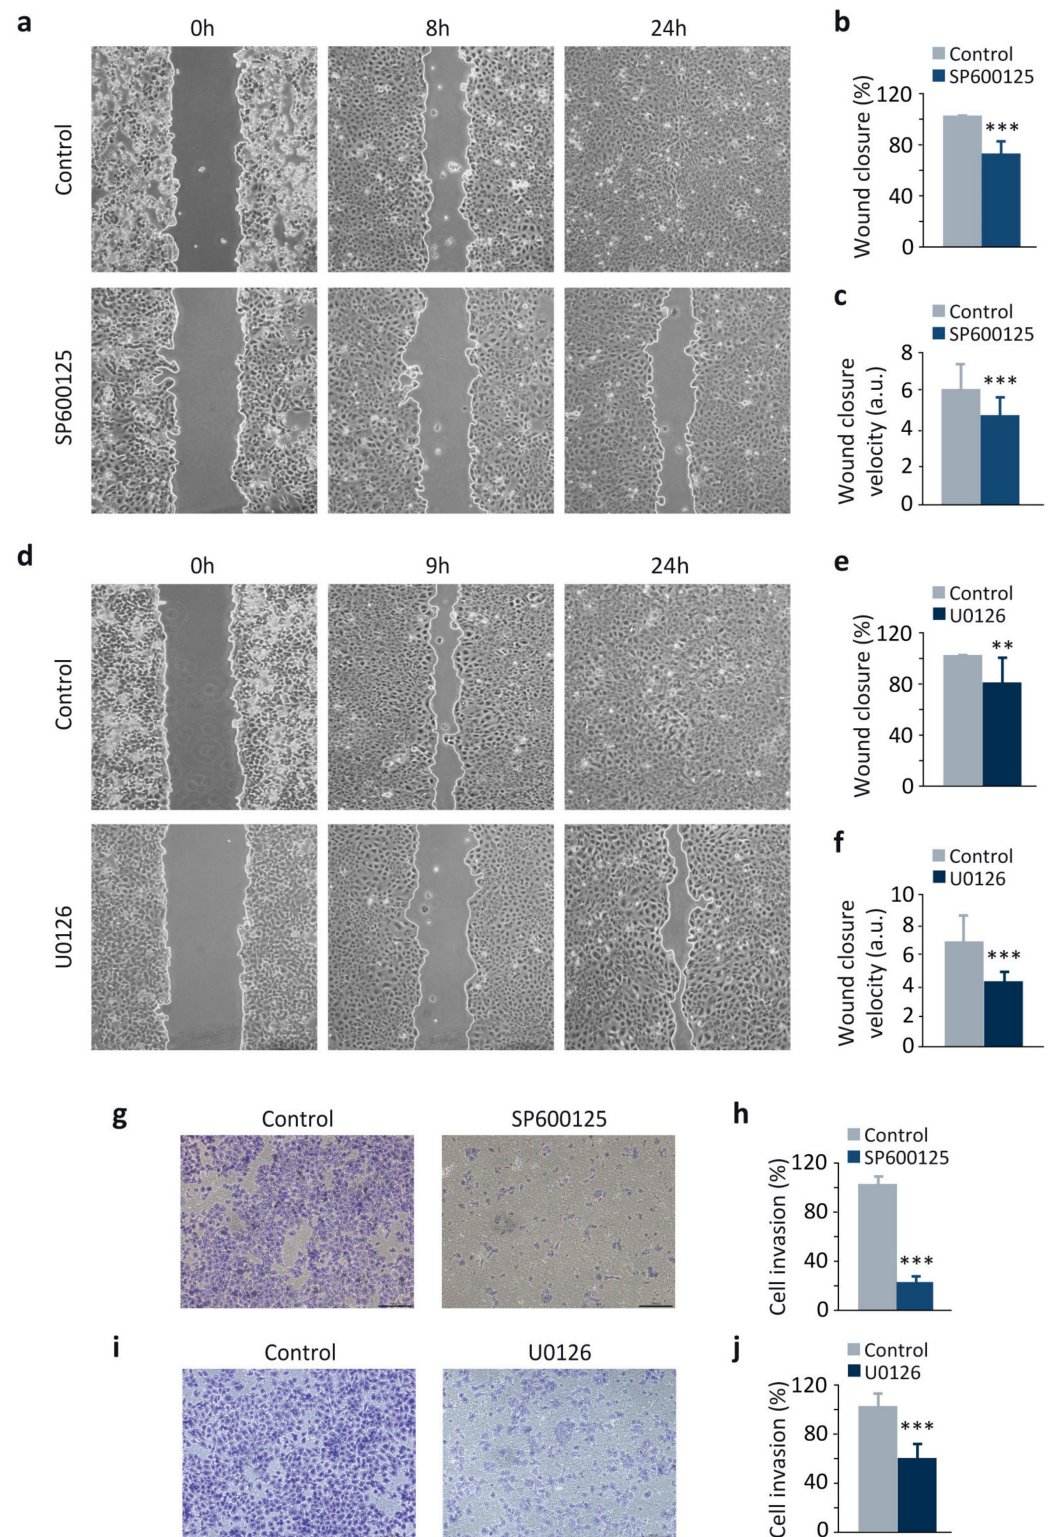 a
0h
8h
24h
Control
SP600125
b
Control
SP600125
Wound closure (%)
120
80
40
0
***
c
Control
SP600125
Wound closure
velocity (a.u.)
8
6
4
2
0
***
d
0h
9h
24h
Control
U0126
e
Control
U0126
Wound closure (%)
120
80
40
0
**
f
Control
U0126
Wound closure
velocity (a.u.)
10
8
6
4
2
0
***
g
Control
SP600125
h
Control
SP600125
Cell invasion (%)
120
80
40
0
***
i
Control
U0126
j
Control
U0126
Cell invasion (%)
120
80
40
0
***